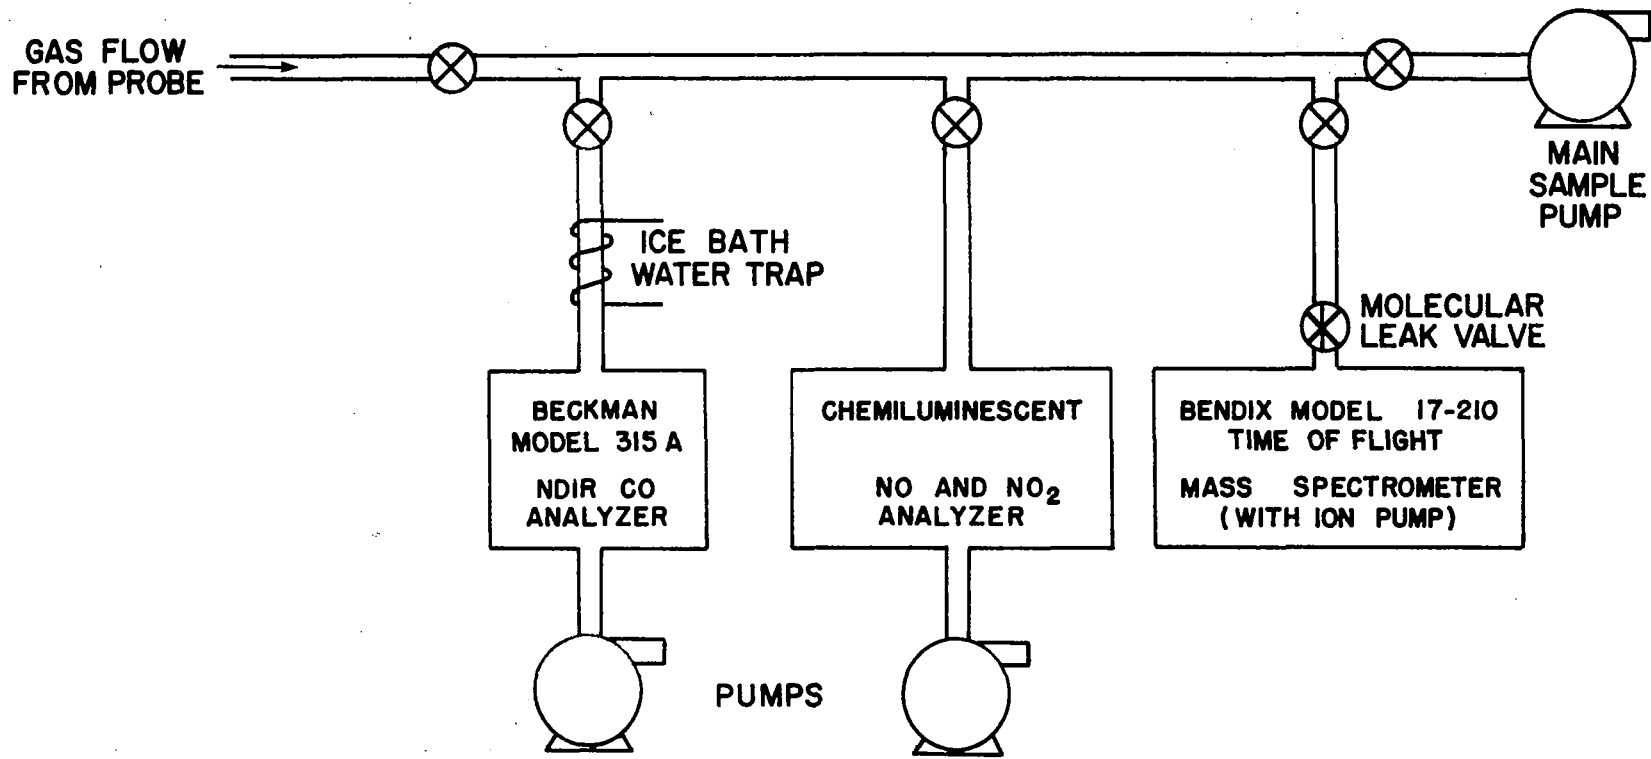 GAS FLOW
FROM PROBE
MAIN
SAMPLE
PUMP
ICE BATH
WATER TRAP
MOLECULAR
LEAK VALVE
BECKMAN
MODEL 315 A
NDIR CO
ANALYZER
CHEMILUMINESCENT
NO AND NO₂
ANALYZER
BENDIX MODEL 17-210
TIME OF FLIGHT
MASS SPECTROMETER
(WITH ION PUMP)
PUMPS